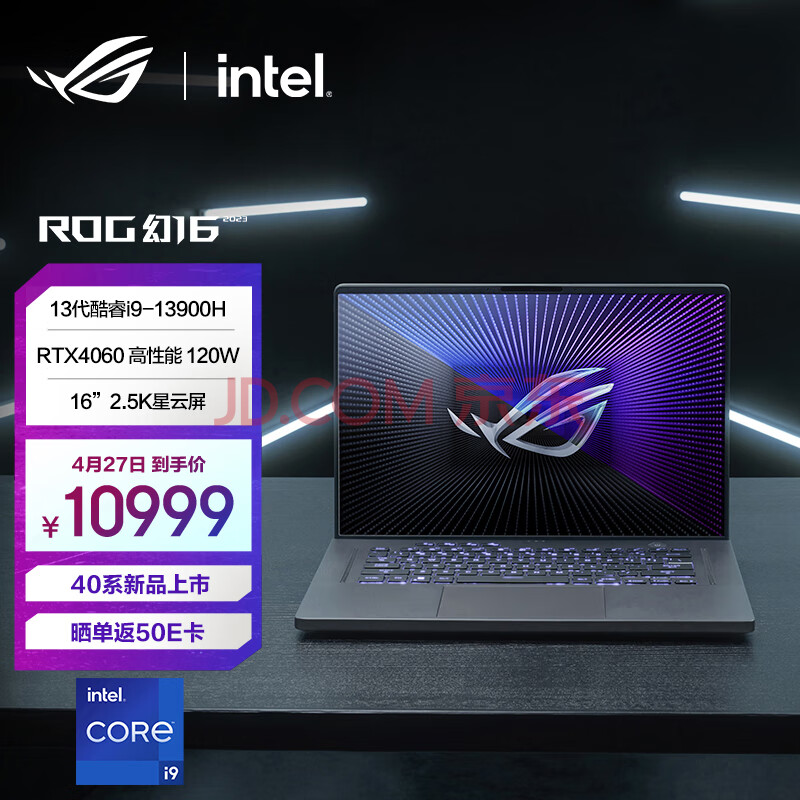 intel.
ROG 幻16 2023
13代酷睿i9-13900H
RTX4060 高性能 120W
16” 2.5K星云屏
JD.COM 京东
4月27日 到手价
¥10999
40系新品上市
晒单返50E卡
intel.
CORE™
i9